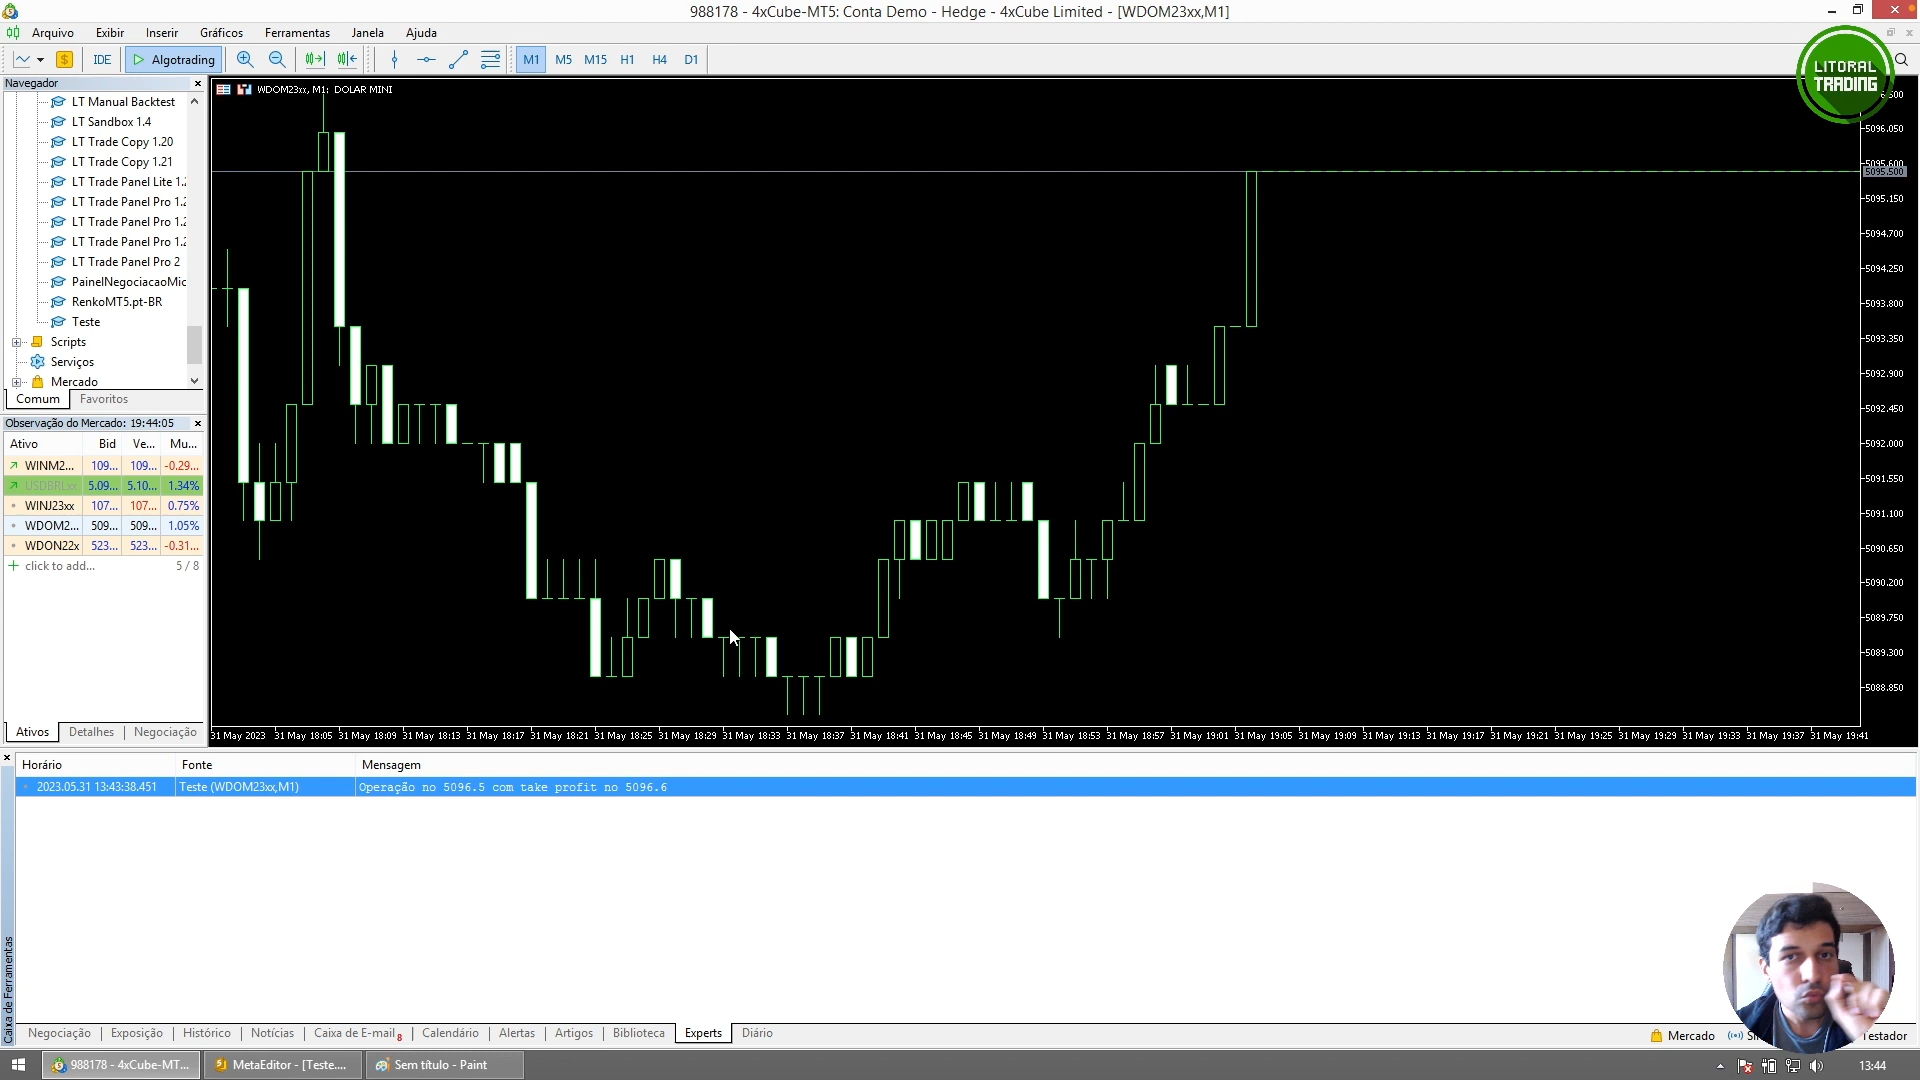 988178 - 4xCube-MT5: Conta Demo - Hedge - 4xCube Limited - [WDOM23xx,M1]
Arquivo Exibir Inserir Gráficos Ferramentas Janela Ajuda
IDE Algotrading M1 M5 M15 H1 H4 D1
LITORAL
TRADING
Navegador
LT Manual Backtest
LT Sandbox 1.4
LT Trade Copy 1.20
LT Trade Copy 1.21
LT Trade Panel Lite 1.
LT Trade Panel Pro 1.2
LT Trade Panel Pro 1.2
LT Trade Panel Pro 1.2
LT Trade Panel Pro 2
PainelNegociacaoMic
RenkoMT5.pt-BR
Teste
Scripts
Serviços
Mercado
Comum Favoritos
Observação do Mercado: 19:44:05
Ativo Bid Ve... Mu...
WINM2... 109... 109... -0.29...
USDBRLxx 5.09... 5.10... 1.34%
WINJ23xx 107... 107... 0.75%
WDOM2... 509... 509... 1.05%
WDON22x 523... 523... -0.31...
click to add... 5 / 8
Ativos Detalhes Negociação
WDOM23xx, M1: DOLAR MINI
5096.050
5095.600
5095.500
5095.150
5094.700
5094.250
5093.800
5093.350
5092.900
5092.450
5092.000
5091.550
5091.100
5090.650
5090.200
5089.750
5089.300
5088.850
31 May 2023 31 May 18:05 31 May 18:09 31 May 18:13 31 May 18:17 31 May 18:21 31 May 18:25 31 May 18:29 31 May 18:33 31 May 18:37 31 May 18:41 31 May 18:45 31 May 18:49 31 May 18:53 31 May 18:57 31 May 19:01 31 May 19:05 31 May 19:09 31 May 19:13 31 May 19:17 31 May 19:21 31 May 19:25 31 May 19:29 31 May 19:33 31 May 19:37 31 May 19:41
Horário Fonte Mensagem
2023.05.31 13:43:38.451 Teste (WDOM23xx,M1) Operação no 5096.5 com take profit no 5096.6
Caixa de Ferramentas
Negociação Exposição Histórico Notícias Caixa de E-mail 8 Calendário Alertas Artigos Biblioteca Experts Diário
Mercado Testador
988178 - 4xCube-MT... MetaEditor - [Teste.... Sem título - Paint 13:44